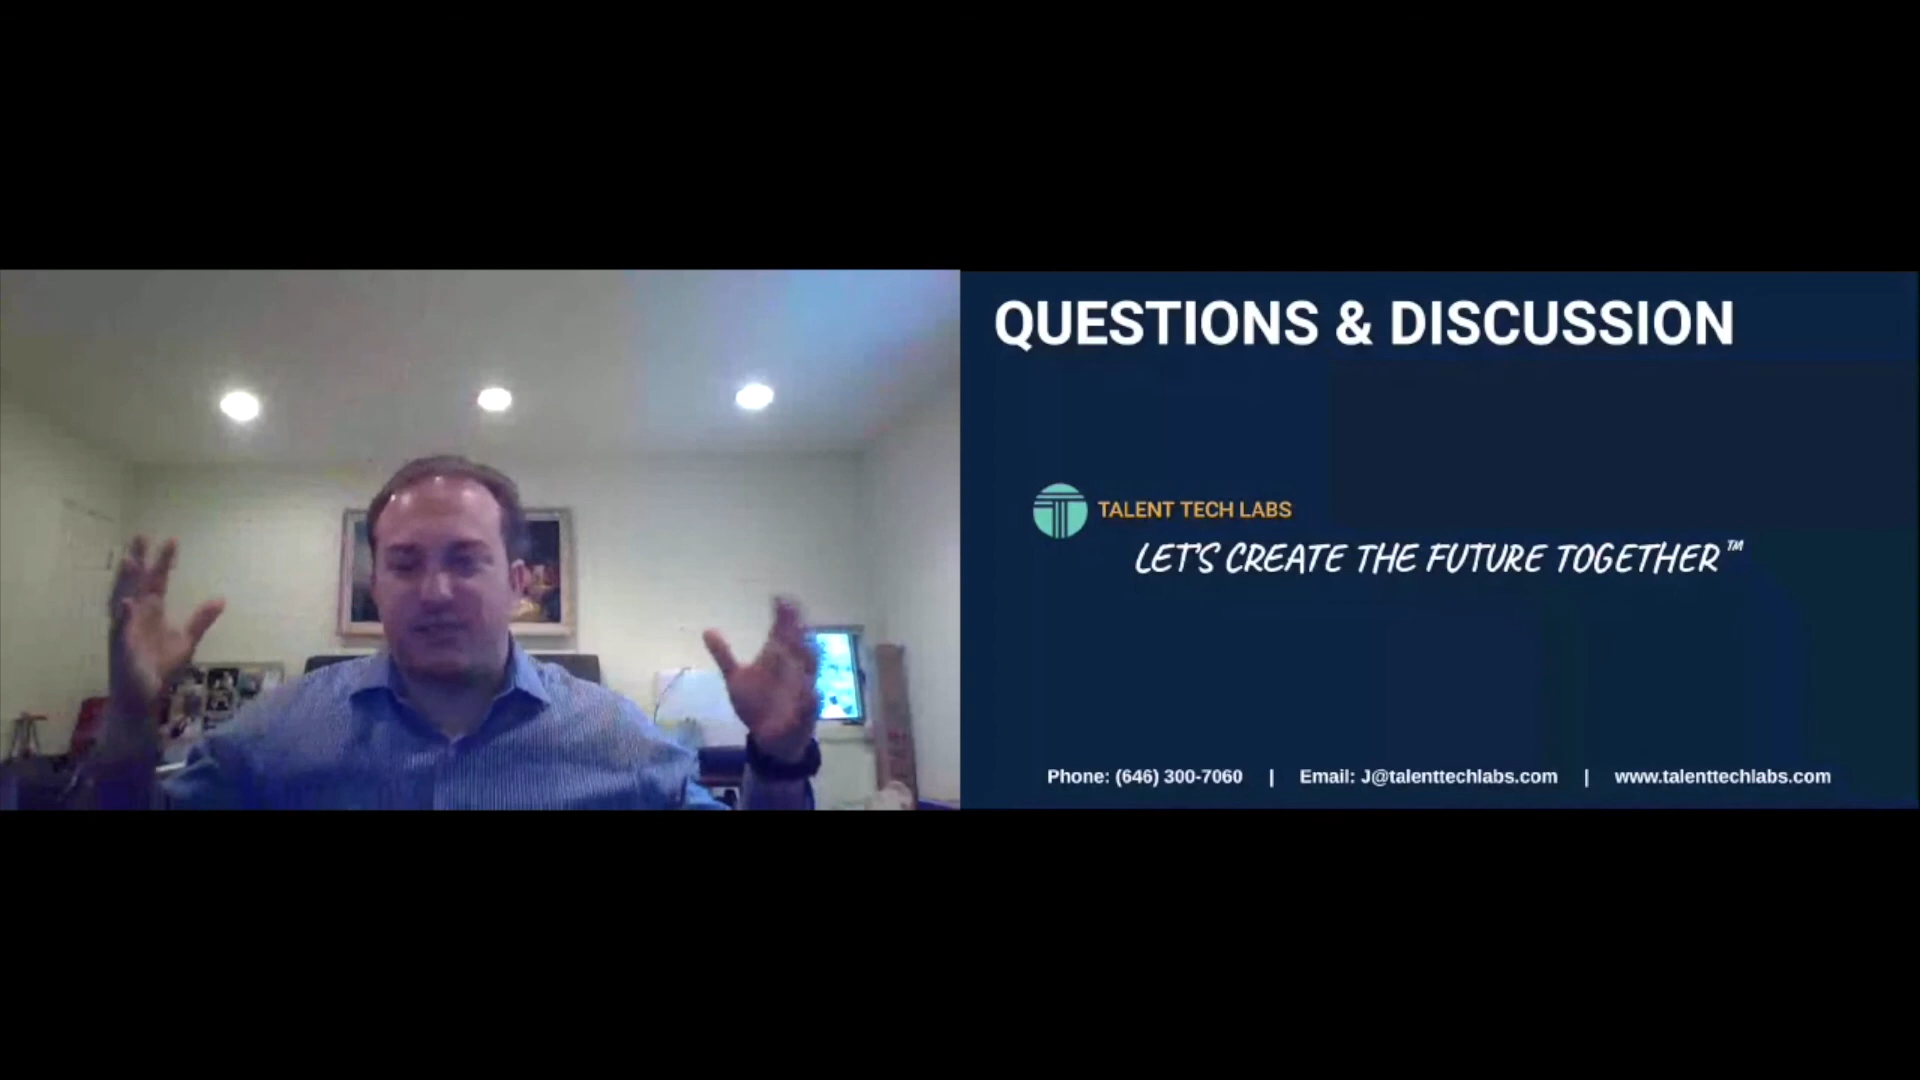 QUESTIONS & DISCUSSION
TALENT TECH LABS
LET'S CREATE THE FUTURE TOGETHER™
Phone: (646) 300-7060 | Email: J@talenttechlabs.com | www.talenttechlabs.com